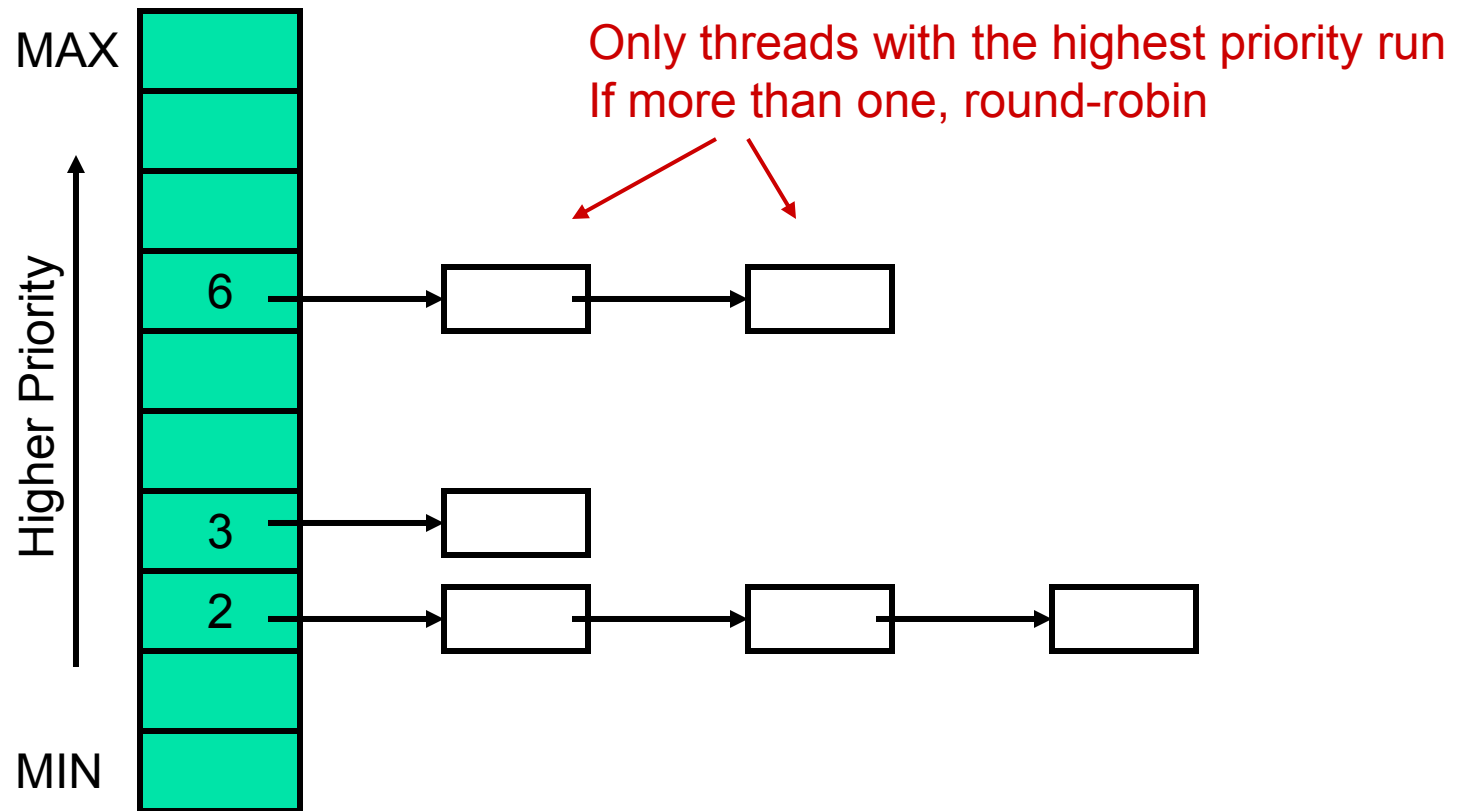 MAX
Only threads with the highest priority run
If more than one, round-robin
Higher Priority
6
3
2
MIN